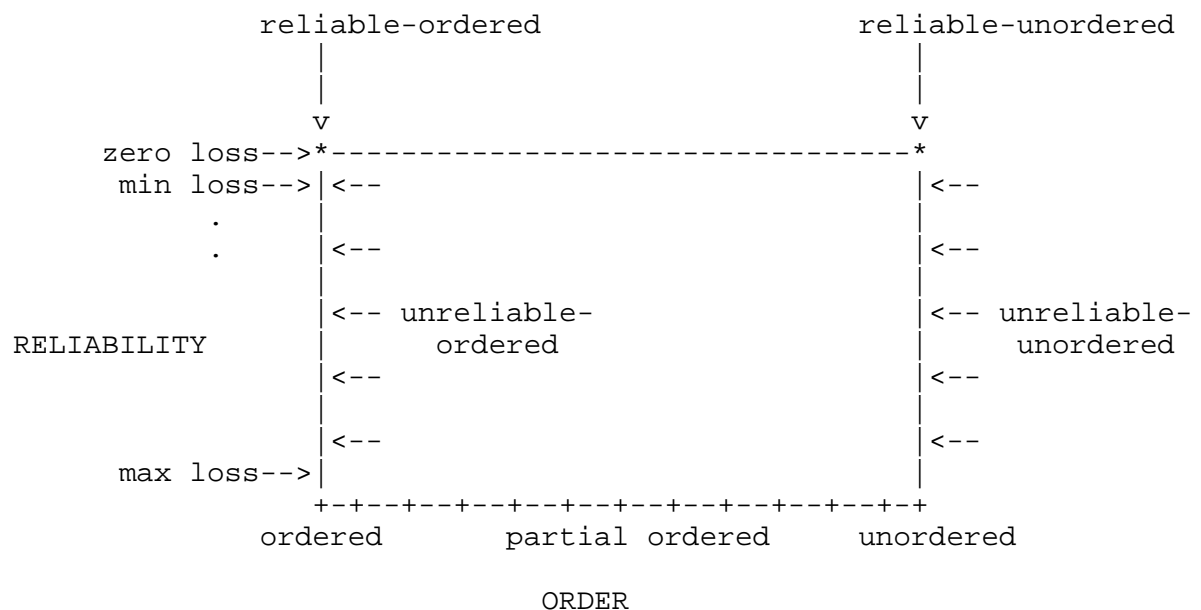 reliable-ordered reliable-unordered
| |
| |
| |
v v
zero loss-->*---------------------------------*
min loss-->|<-- |<--
. | |
. |<-- |<--
| |
|<-- unreliable- |<-- unreliable-
RELIABILITY | ordered | unordered
|<-- |<--
| |
|<-- |<--
max loss-->| |
+-+--+--+--+--+--+--+--+--+--+--+-+
ordered partial ordered unordered
ORDER